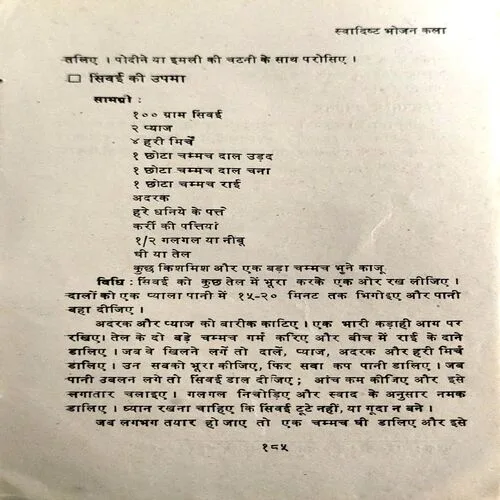 स्वादिष्ट भोजन कला
तलिए । पोदीने या इमली की चटनी के साथ परोसिए ।
□ सिंवई की उपमा
सामग्री :
१०० ग्राम सिंवई
२ प्याज
४ हरी मिर्चें
१ छोटा चम्मच दाल उड़द
१ छोटा चम्मच दाल चना
१ छोटा चम्मच राई
अदरक
हरे धनिये के पत्ते
करीं की पत्तियां
१/२ गलगल या नीबू
घी या तेल
कुछ किशमिश और एक बड़ा चम्मच भुने काजू
विधि : सिंवई को कुछ तेल में भूरा करके एक ओर रख लीजिए ।
दालों को एक प्याला पानी में १५-२० मिनट तक भिगोइए और पानी
बहा दीजिए ।
अदरक और प्याज को बारीक काटिए । एक भारी कड़ाही आग पर
रखिए। तेल के दो बड़े चम्मच गर्म करिए और बीच में राई के दाने
डालिए । जब वे खिलने लगें तो दालें, प्याज, अदरक और हरी मिर्च
डालिए । उन सबको भूरा कीजिए, फिर सवा कप पानी डालिए । जब
पानी उबलन लगे तो सिंवई डाल दीजिए ; आंच कम कीजिए और इसे
लगातार चलाइए । गलगल निचोड़िए और स्वाद के अनुसार नमक
डालिए । ध्यान रखना चाहिए कि सिंवई टूटे नहीं, या गूदा न बने ।
जब लगभग तयार हो जाए तो एक चम्मच घी डालिए और इसे
१८५